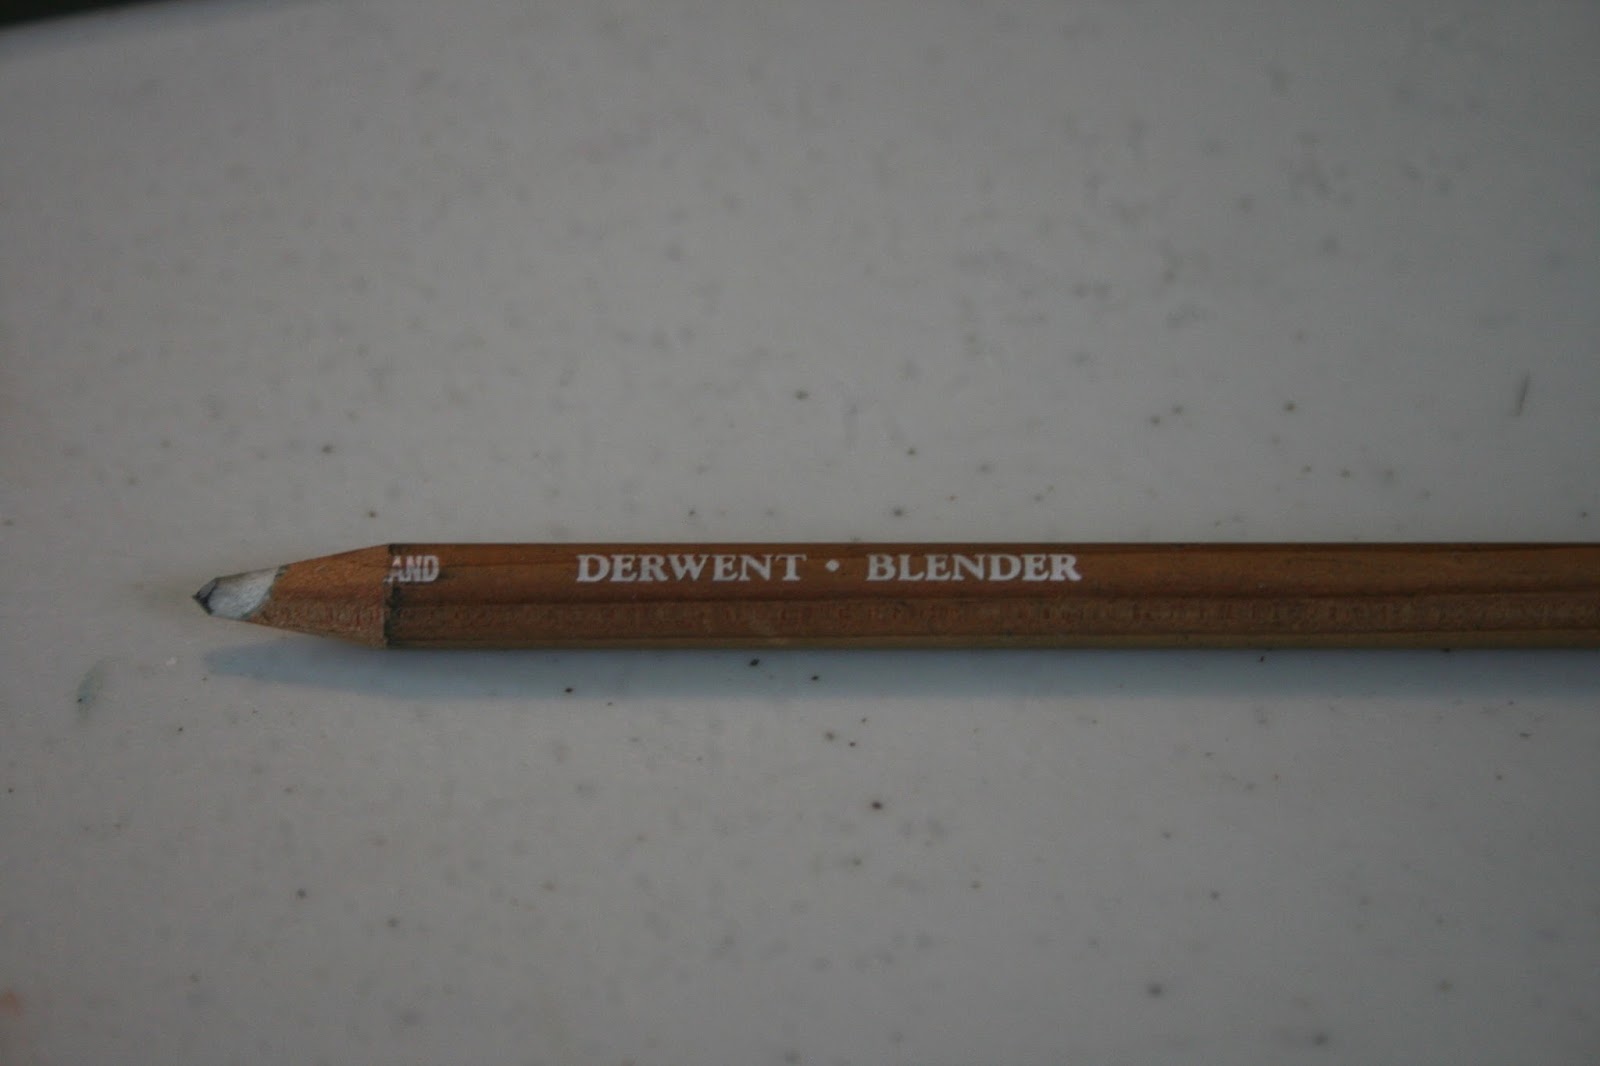 AND DERWENT • BLENDER